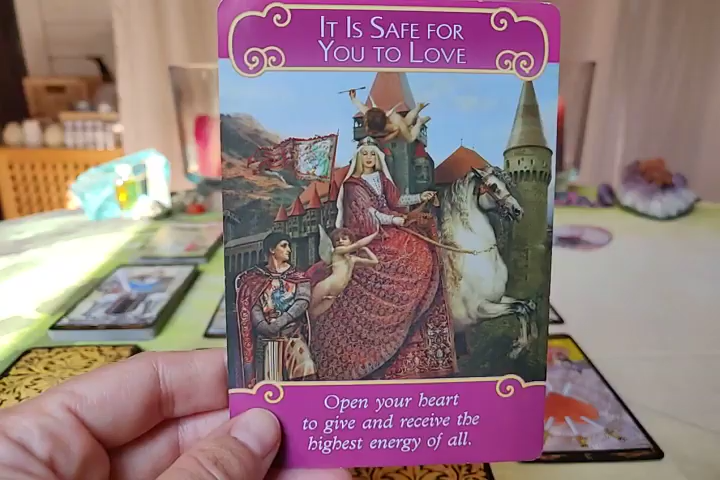 It Is Safe for
You to Love
Open your heart
to give and receive the
highest energy of all.